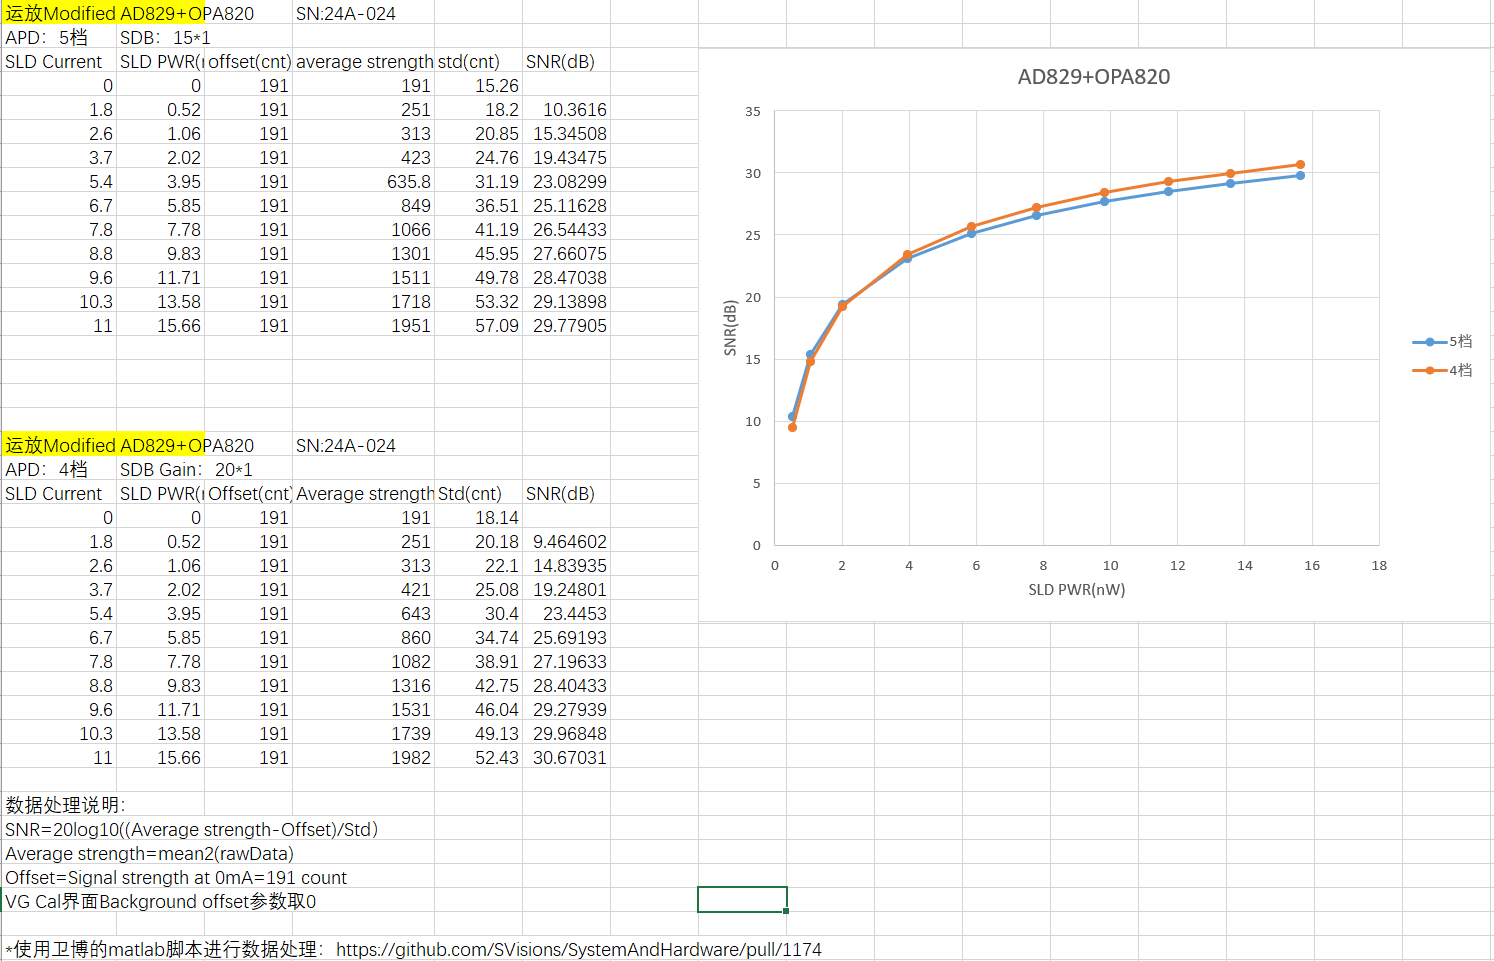 运放Modified AD829+OPA820 SN:24A-024
APD：5档 SDB：15*1
SLD Current SLD PWR( offset(cnt) average strength std(cnt) SNR(dB)
0 0 191 191 15.26
1.8 0.52 191 251 18.2 10.3616
2.6 1.06 191 313 20.85 15.34508
3.7 2.02 191 423 24.76 19.43475
5.4 3.95 191 635.8 31.19 23.08299
6.7 5.85 191 849 36.51 25.11628
7.8 7.78 191 1066 41.19 26.54433
8.8 9.83 191 1301 45.95 27.66075
9.6 11.71 191 1511 49.78 28.47038
10.3 13.58 191 1718 53.32 29.13898
11 15.66 191 1951 57.09 29.77905
运放Modified AD829+OPA820 SN:24A-024
APD：4档 SDB Gain：20*1
SLD Current SLD PWR( Offset(cnt) Average strength Std(cnt) SNR(dB)
0 0 191 191 18.14
1.8 0.52 191 251 20.18 9.464602
2.6 1.06 191 313 22.1 14.83935
3.7 2.02 191 421 25.08 19.24801
5.4 3.95 191 643 30.4 23.4453
6.7 5.85 191 860 34.74 25.69193
7.8 7.78 191 1082 38.91 27.19633
8.8 9.83 191 1316 42.75 28.40433
9.6 11.71 191 1531 46.04 29.27939
10.3 13.58 191 1739 49.13 29.96848
11 15.66 191 1982 52.43 30.67031
数据处理说明：
SNR=20log10((Average strength-Offset)/Std）
Average strength=mean2(rawData)
Offset=Signal strength at 0mA=191 count
VG Cal界面Background offset参数取0
*使用卫博的matlab脚本进行数据处理：https://github.com/SVisions/SystemAndHardware/pull/1174
AD829+OPA820
35
30
25
20
15
10
5
0
0 2 4 6 8 10 12 14 16 18
SNR(dB)
SLD PWR(nW)
5档
4档